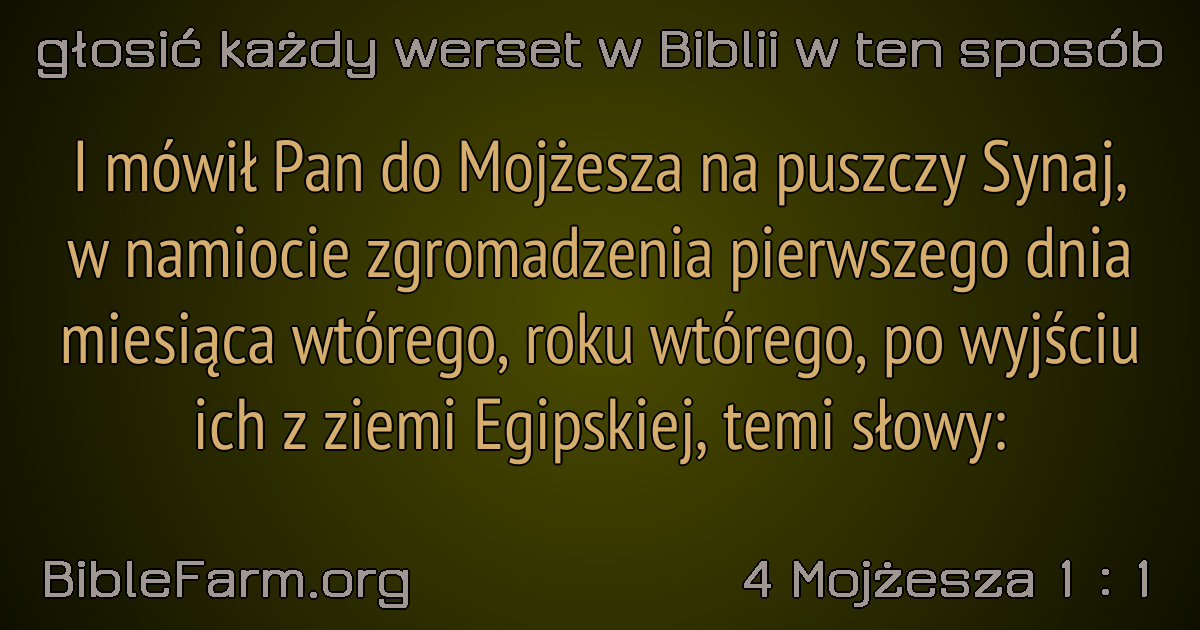 głosić każdy werset w Biblii w ten sposób
I mówił Pan do Mojżesza na puszczy Synaj,
w namiocie zgromadzenia pierwszego dnia
miesiąca wtórego, roku wtórego, po wyjściu
ich z ziemi Egipskiej, temi słowy:
BibleFarm.org
4 Mojżesza 1 : 1